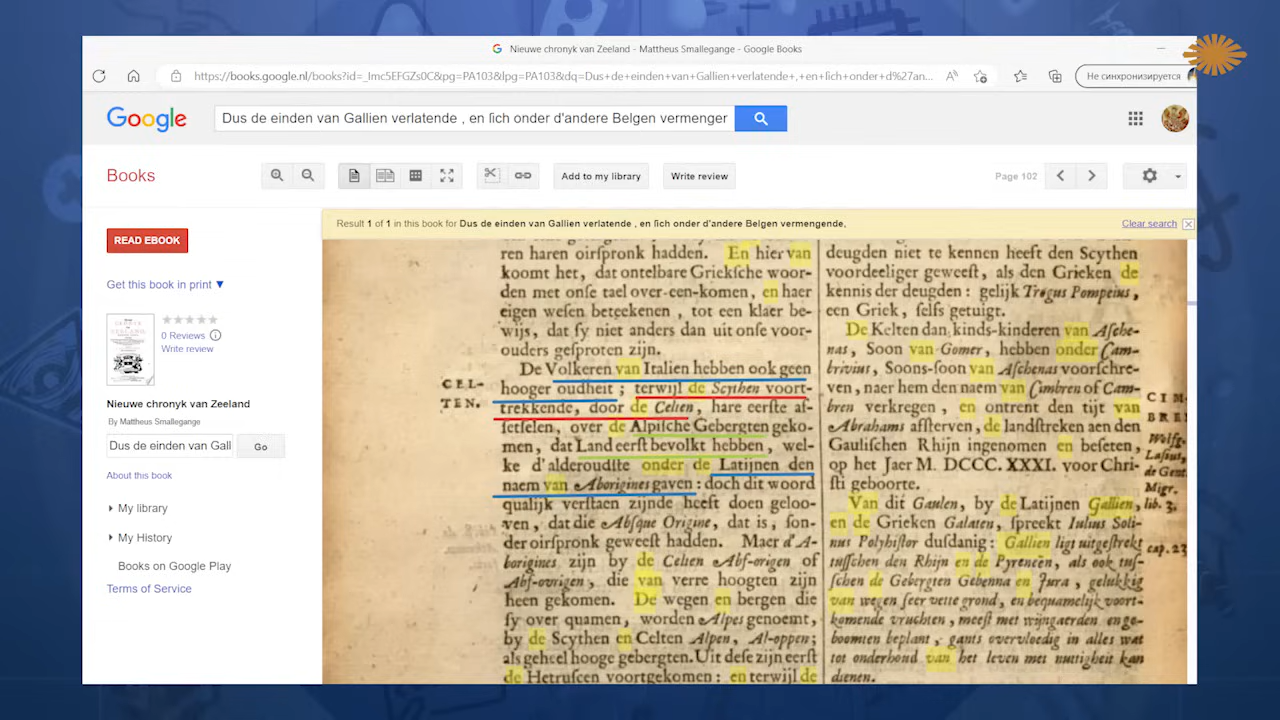 Nieuwe chronyk van Zeeland - Mattheus Smallegange - Google Books
https://books.google.nl/books?id=_Imc5EFGZs0C&pg=PA103&lpg=PA103&dq=Dus+de+einden+van+Gallien+verlatende+,+en+ſich+onder+d%27an...
Не синхронизируется
Google
Dus de einden van Gallien verlatende , en ſich onder d'andere Belgen vermenger
Books
Add to my library
Write review
Page 102
READ EBOOK
Get this book in print ▼
0 Reviews
Write review
Nieuwe chronyk van Zeeland
By Mattheus Smallegange
Dus de einden van Gall
Go
About this book
My library
My History
Books on Google Play
Terms of Service
Result 1 of 1 in this book for Dus de einden van Gallien verlatende , en ſich onder d'andere Belgen vermengende,
Clear search
ren haren oirſpronk hadden. En hier van
koomt het, dat ontelbare Griekſche woor-
den met onſe tael over-een-komen, en haer
eigen weſen beteekenen, tot een klaer be-
wijs, dat ſy niet anders dan uit onſe voor-
ouders geſproten zijn.
De Volkeren van Italien hebben ook geen
hooger oudheit; terwijl de Scythen voort-
trekkende, door de Celten, hare eerſte af-
ſetſelen, over de Alpiſche Gebergten geko-
men, dat Land eerſt bevolkt hebben, wel-
ke d'alderoudſte onder de Latijnen den
naem van Aborigines gaven: doch dit woord
qualijk verſtaen zijnde heeft doen geloo-
ven, dat die Abſque Origine, dat is, ſon-
der oirſpronk geweeſt hadden. Maer d'A-
borigines zijn by de Celten Abſ-origen of
Abſ-ovrigen, die van verre hoogten zijn
heen gekomen. De wegen en bergen die
ſy over quamen, worden Alpes genoemt,
by de Scythen en Celten Alpen, Al-oppen;
als geheel hooge gebergten. Uit deſe zijn eerſt
de Hetruſcen voortgekomen: en terwijl de
CEL-
TEN.
deugden niet te kennen heeft den Scythen
voordeeliger geweeſt, als den Grieken de
kennis der deugden: gelijk Trogus Pompeius,
een Griek, ſelfs getuigt.
De Kelten dan, kinds-kinderen van Aſche-
nas, Soon van Gomer, hebben onder Cam-
brivius, Soons-ſoon van Aſchenas voorſchre-
ven, naer hem den naem van Cimbren of Cam-
bren verkregen, en ontrent den tijt van
Abrahams afſterven, de landſtreken aen den
Gauliſchen Rhijn ingenomen en beſeten,
op het Jaer M. DCCC. XXXI. voor Chri-
ſti geboorte.
Van dit Gaulen, by de Latijnen Gallien,
en de Grieken Galaten, ſpreekt Iulius Soli-
nus Polyhiſtor dusdanig: Gallien ligt uitgeſtrekt
tuſſchen den Rhijn en de Pyreneën, als ook tuſ-
ſchen de Gebergten Gebenna en Jura, gelukkig
van wegen ſeer vette grond, en bequamelijk voort-
komende vruchten, meeſt met wijngaerden en ge-
boomten beplant, gants overvloedig in alles wat
tot onderhoud van het leven met nuttigheit kan
dienen.
CIM-
BRE
Wolfg.
Laſius,
de Gent.
Migr.
lib. 3.
cap. 23